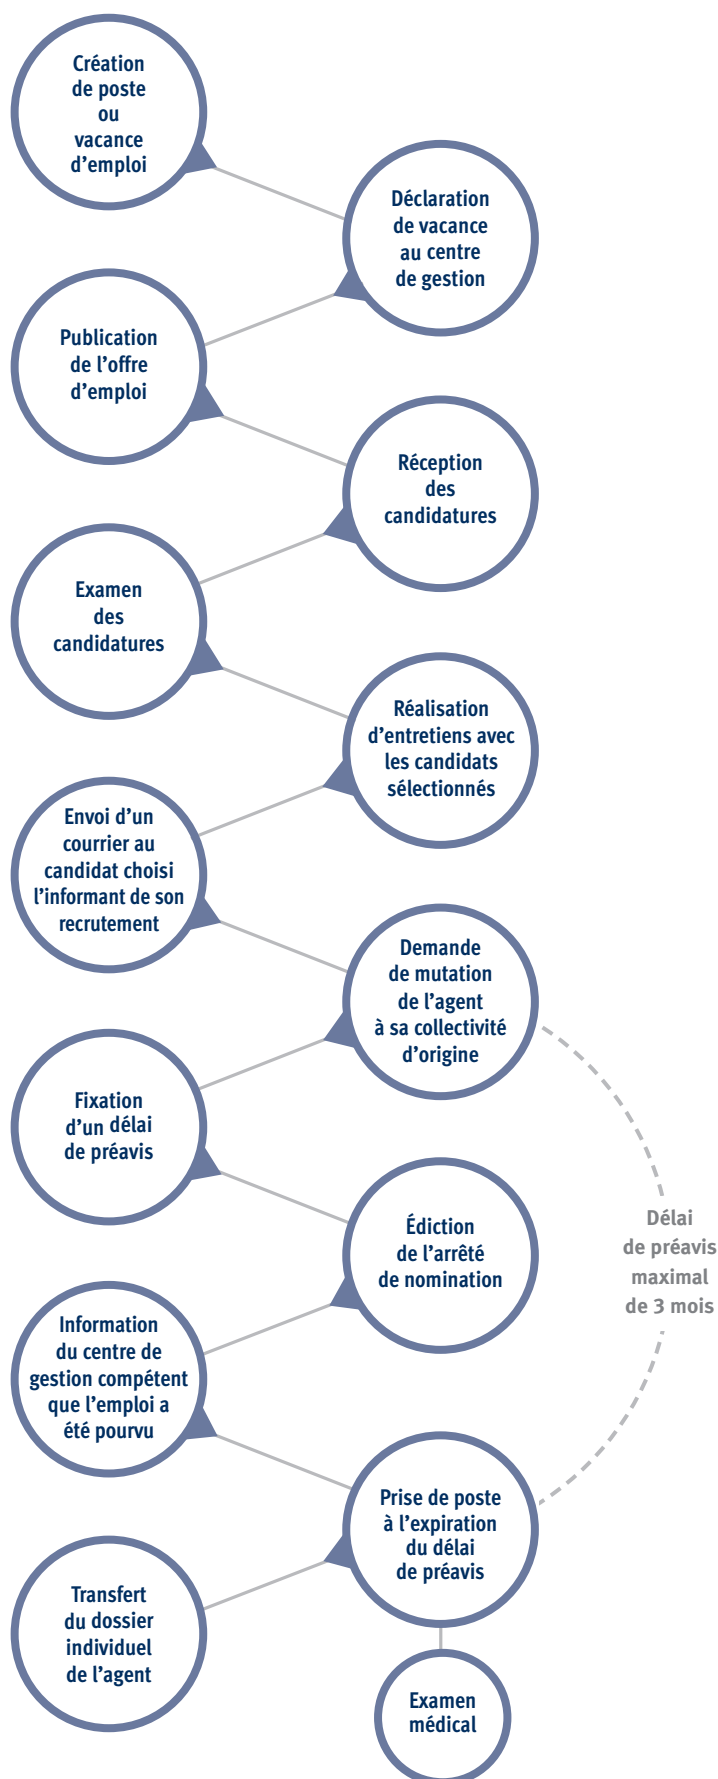 Création
de poste
ou
vacance
d’emploi
Déclaration
de vacance
au centre
de gestion
Publication
de l’offre
d’emploi
Réception
des
candidatures
Examen
des
candidatures
Réalisation
d’entretiens avec
les candidats
sélectionnés
Envoi d’un
courrier au
candidat choisi
l’informant de son
recrutement
Demande
de mutation
de l’agent
à sa collectivité
d’origine
Fixation
d’un délai
de préavis
Édiction
de l’arrêté
de nomination
Délai
de préavis
maximal
de 3 mois
Information
du centre de
gestion compétent
que l’emploi a
été pourvu
Prise de poste
à l’expiration
du délai
de préavis
Transfert
du dossier
individuel
de l’agent
Examen
médical